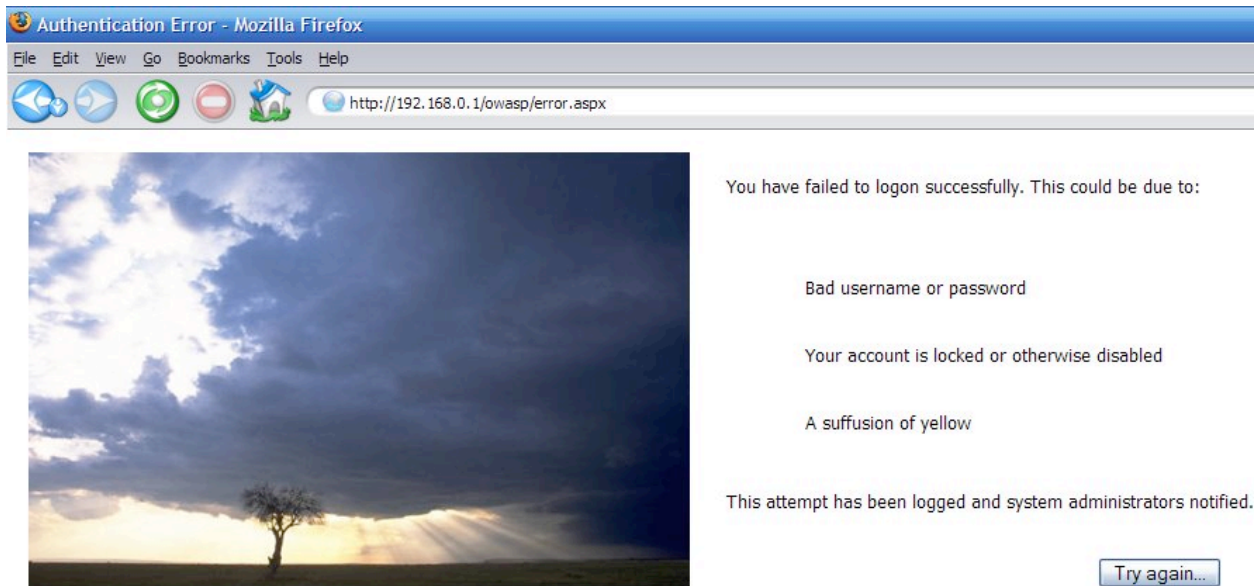 Authentication Error - Mozilla Firefox
File Edit View Go Bookmarks Tools Help
http://192.168.0.1/owasp/error.aspx
You have failed to logon successfully. This could be due to:
Bad username or password
Your account is locked or otherwise disabled
A suffusion of yellow
This attempt has been logged and system administrators notified.
Try again...